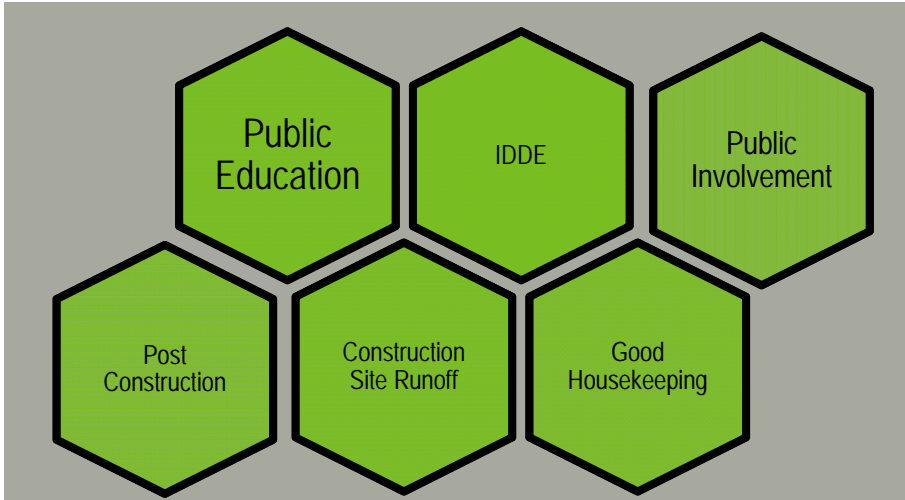 Public
Education
IDDE
Public
Involvement
Post
Construction
Construction
Site Runoff
Good
Housekeeping